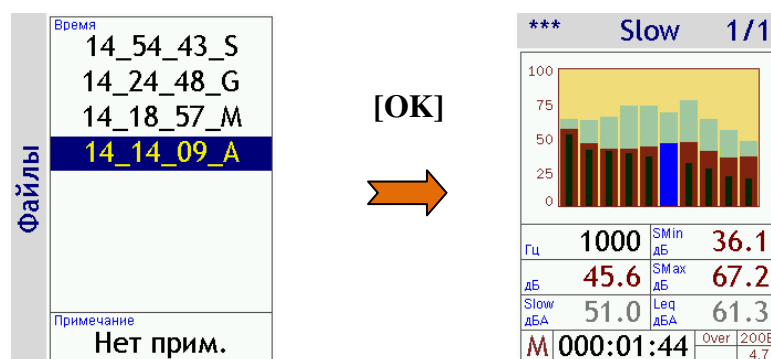 Файлы
Время
14_54_43_S
14_24_48_G
14_18_57_M
14_14_09_A
Примечание
Нет прим.
[OK]
*** Slow 1/1
100
75
50
25
0
Гц 1000 SMin дБ 36.1
дБ 45.6 SMax дБ 67.2
Slow дБА 51.0 Leq дБА 61.3
M 000:01:44 Over 4.7